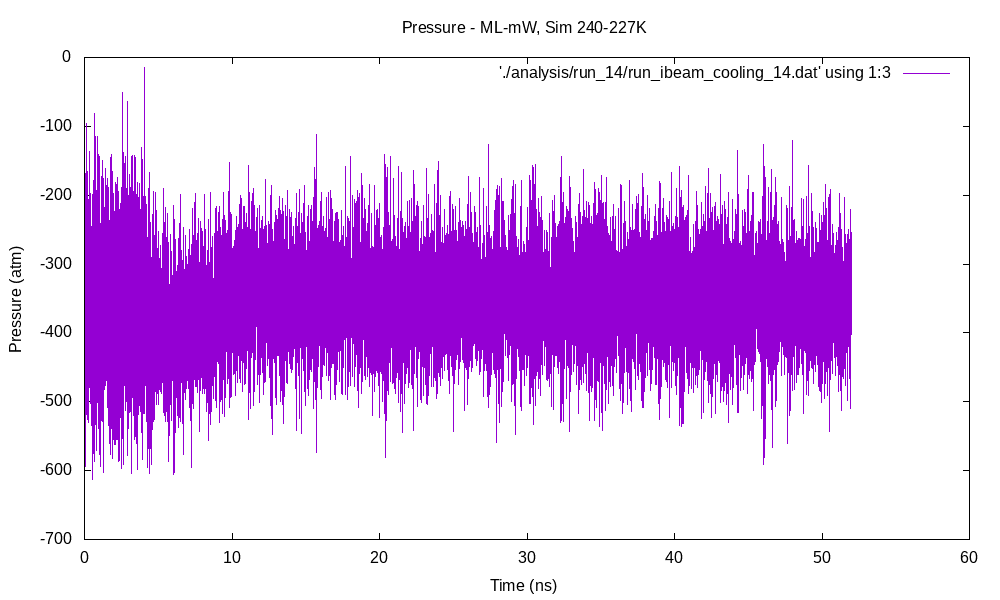 Pressure - ML-mW, Sim 240-227K
'./analysis/run_14/run_ibeam_cooling_14.dat' using 1:3
0
-100
-200
-300
-400
-500
-600
-700
Pressure (atm)
0 10 20 30 40 50 60
Time (ns)